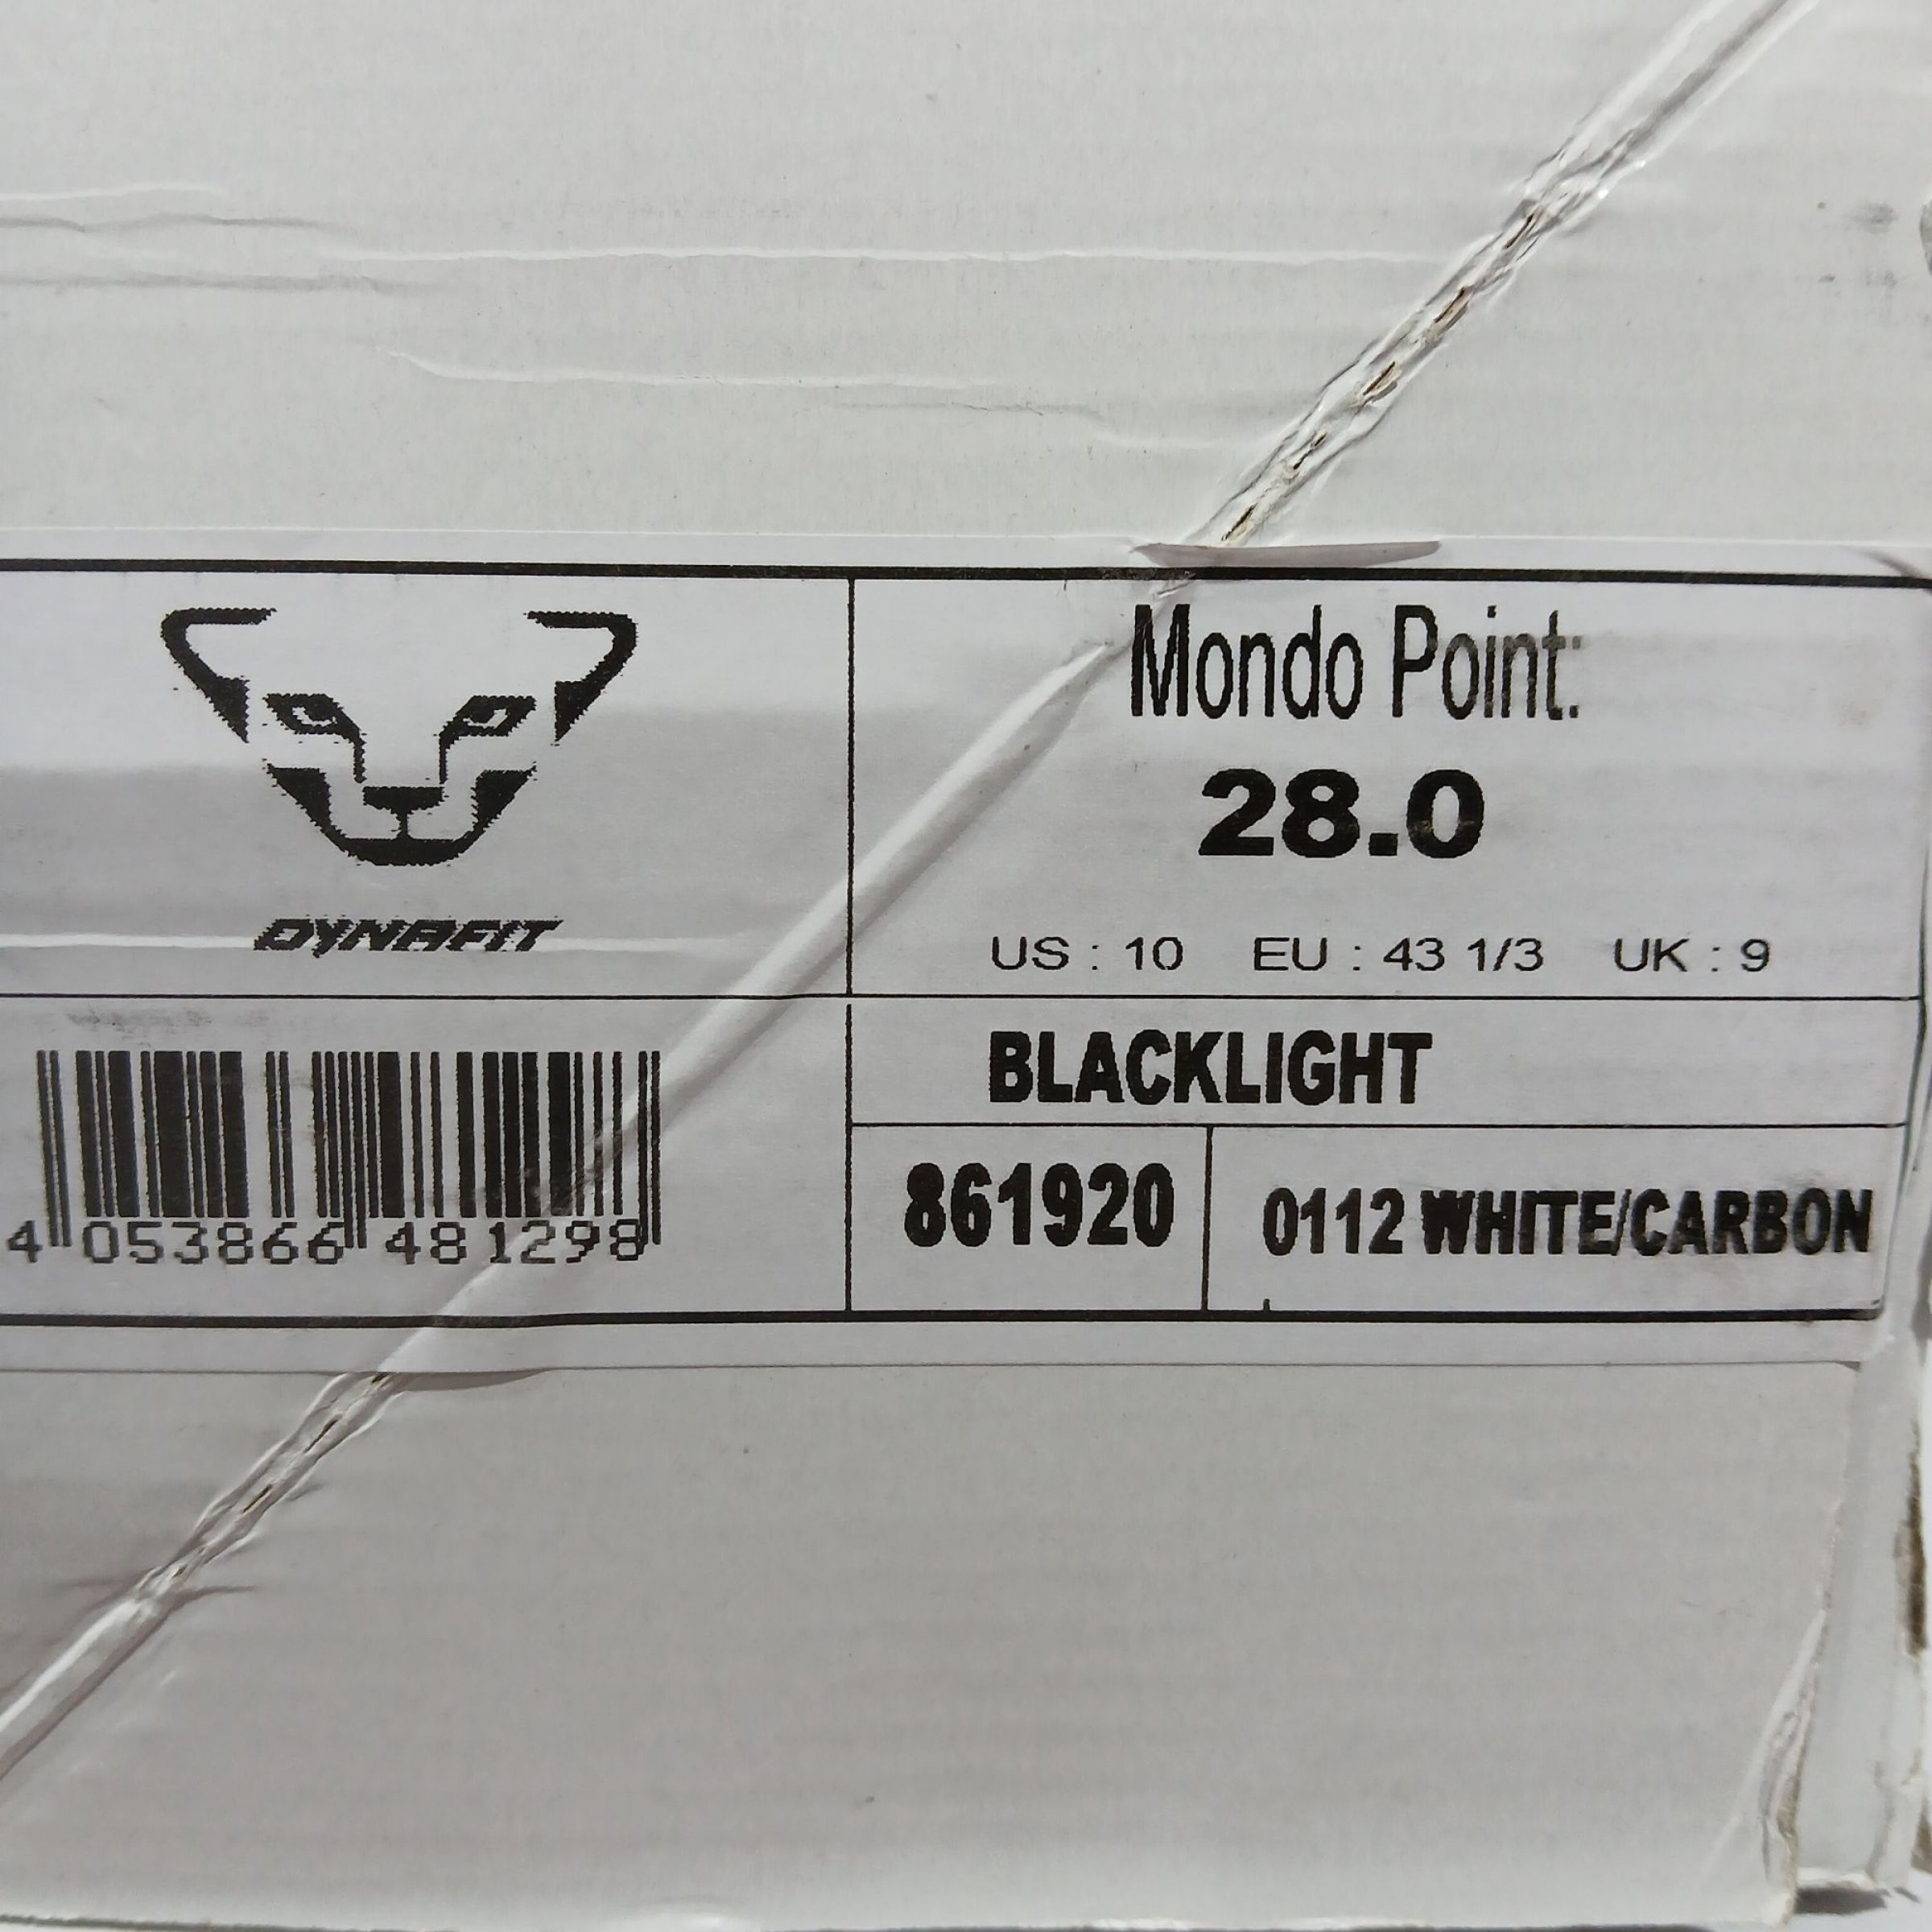 DYNAFIT
Mondo Point:
28.0
US : 10 EU : 43 1/3 UK : 9
BLACKLIGHT
861920
0112 WHITE/CARBON
4 053866 481298